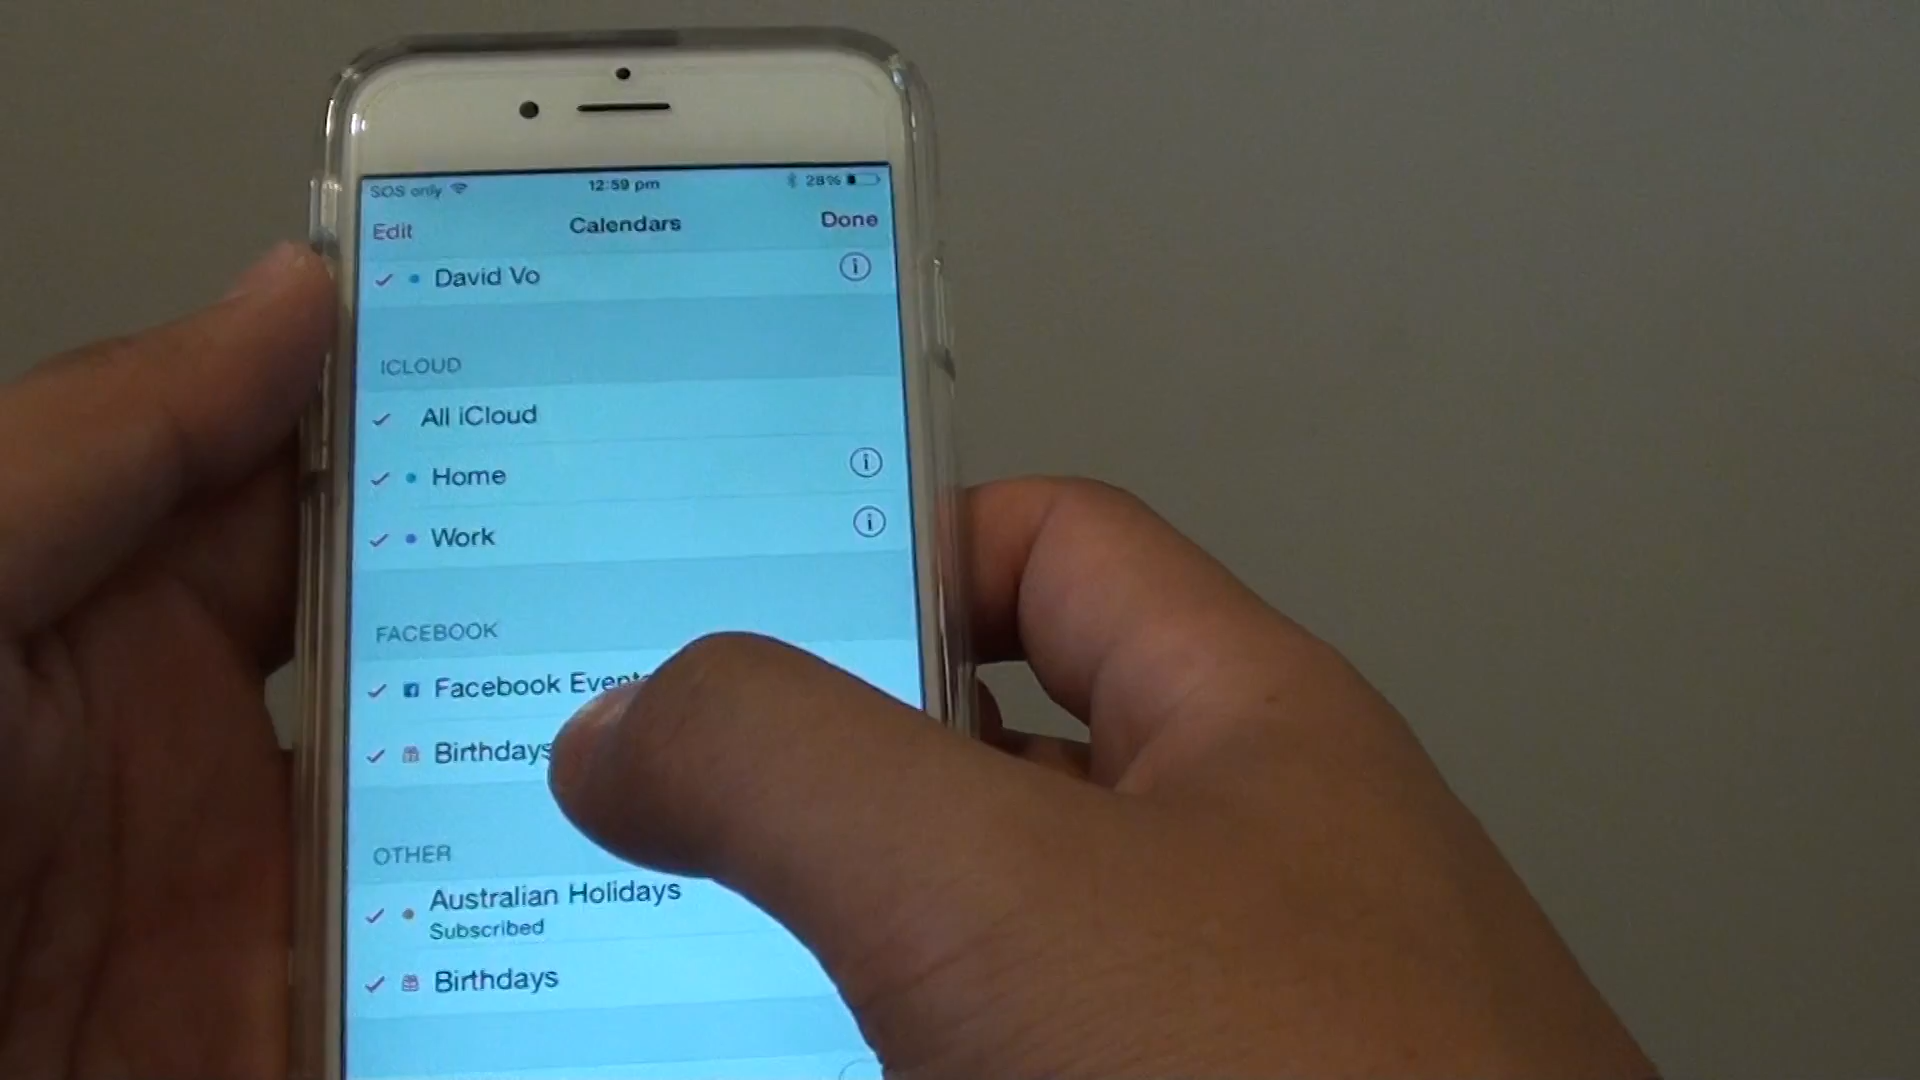 SOS only 12:59 pm 28%
Edit Calendars Done
David Vo
ICLOUD
All iCloud
Home
Work
FACEBOOK
Facebook Events
Birthdays
OTHER
Australian Holidays
Subscribed
Birthdays